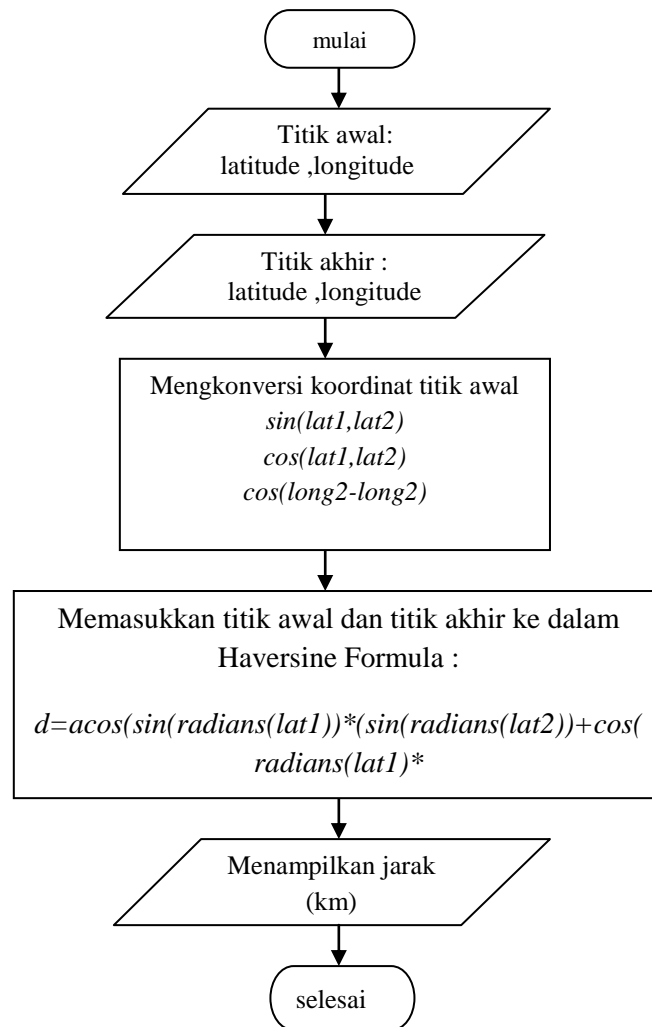 mulai
Titik awal:
latitude ,longitude
Titik akhir :
latitude ,longitude
Mengkonversi koordinat titik awal
sin(lat1,lat2)
cos(lat1,lat2)
cos(long2-long2)
Memasukkan titik awal dan titik akhir ke dalam
Haversine Formula :
d=acos(sin(radians(lat1))*(sin(radians(lat2))+cos(
radians(lat1)*
Menampilkan jarak
(km)
selesai